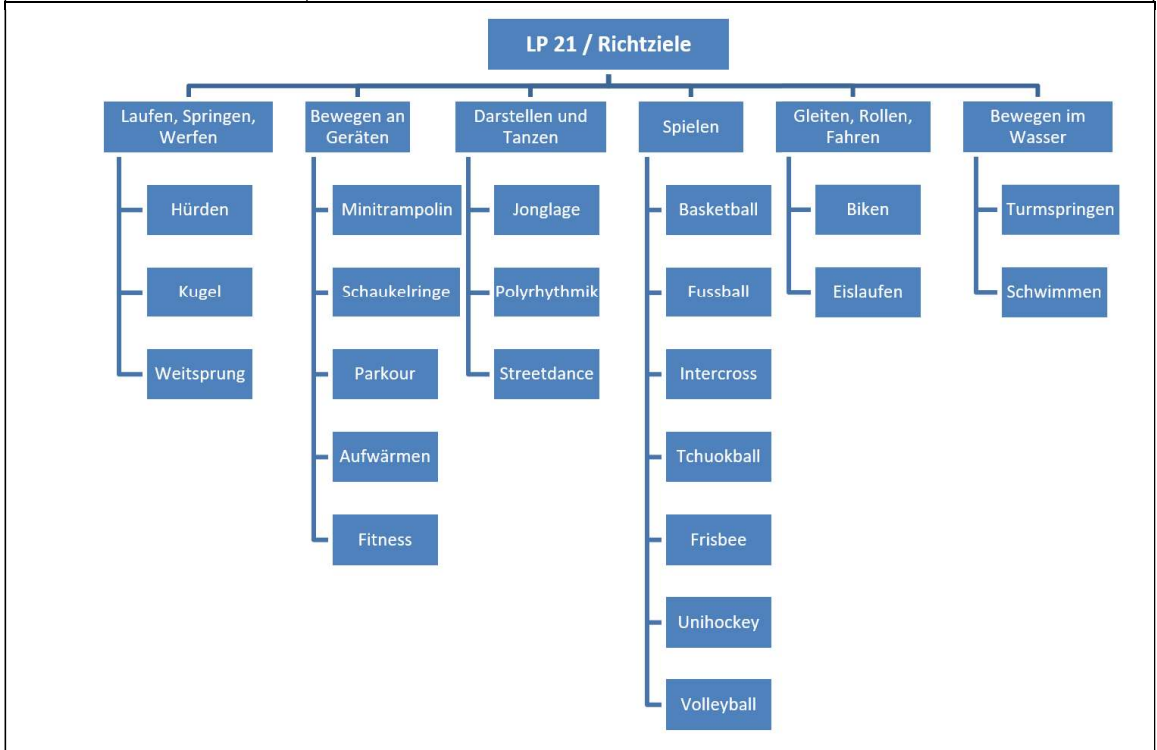 LP 21 / Richtziele
Laufen, Springen,
Werfen
Hürden
Kugel
Weitsprung
Bewegen an
Geräten
Minitrampolin
Schaukelringe
Parkour
Aufwärmen
Fitness
Darstellen und
Tanzen
Jonglage
Polyrhythmik
Streetdance
Spielen
Basketball
Fussball
Intercross
Tchuokball
Frisbee
Unihockey
Volleyball
Gleiten, Rollen,
Fahren
Biken
Eislaufen
Bewegen im
Wasser
Turmspringen
Schwimmen